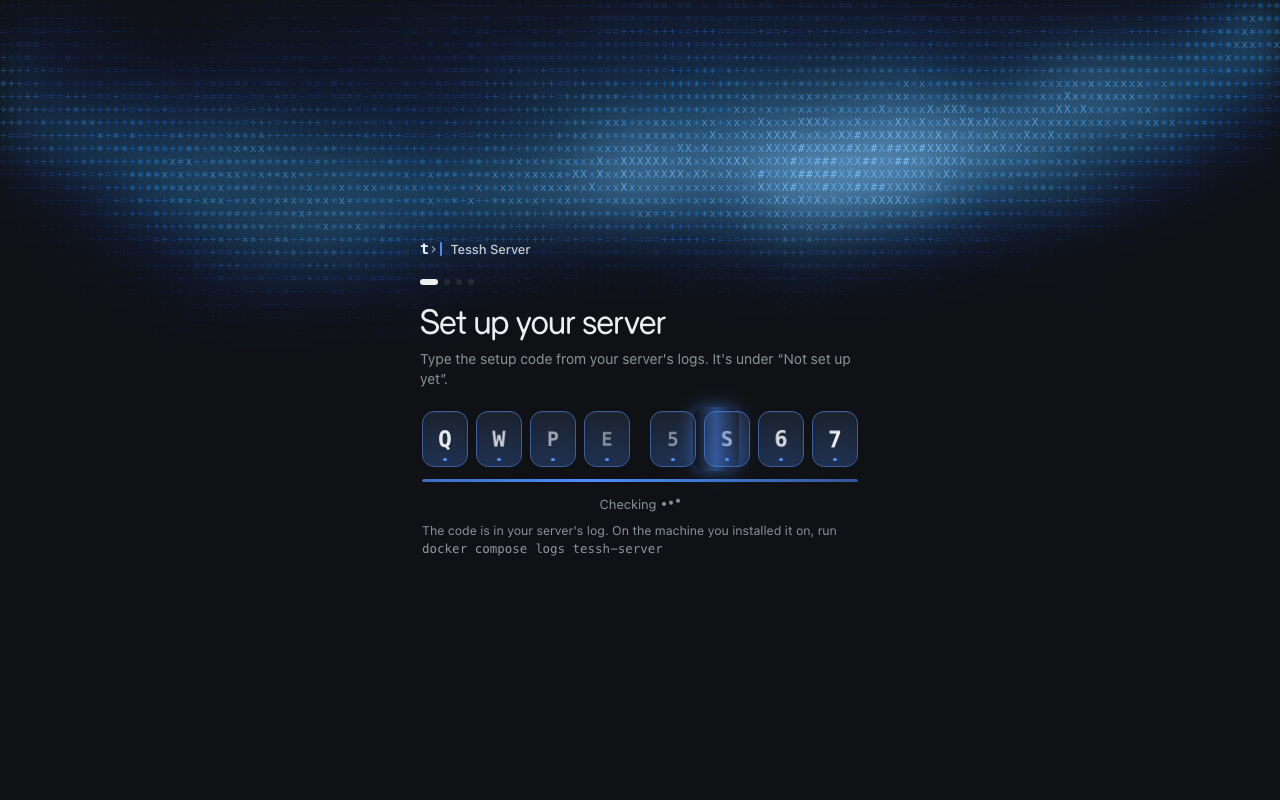 t› Tessh Server
Set up your server
Type the setup code from your server's logs. It's under “Not set up
yet”.
Q W P E 5 S 6 7
Checking
The code is in your server's log. On the machine you installed it on, run
docker compose logs tessh-server